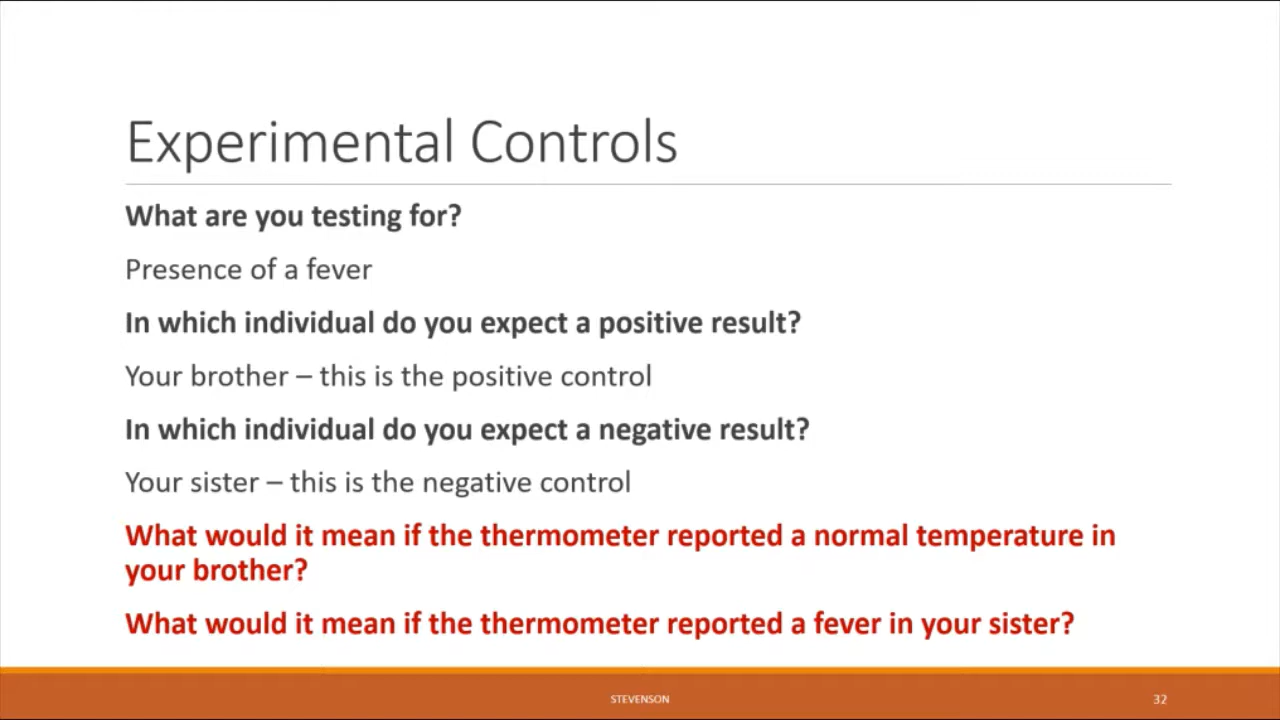 Experimental Controls
What are you testing for?
Presence of a fever
In which individual do you expect a positive result?
Your brother – this is the positive control
In which individual do you expect a negative result?
Your sister – this is the negative control
What would it mean if the thermometer reported a normal temperature in
your brother?
What would it mean if the thermometer reported a fever in your sister?
STEVENSON
32